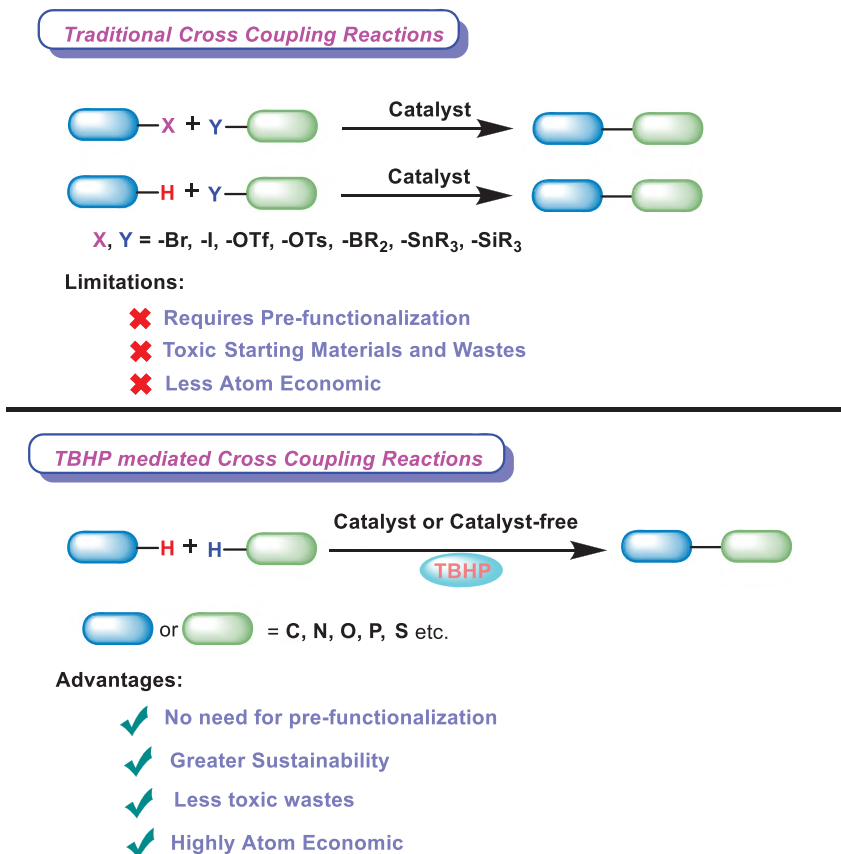 Traditional Cross Coupling Reactions
X + Y Catalyst
H + Y Catalyst
X, Y = -Br, -I, -OTf, -OTs, -BR₂, -SnR₃, -SiR₃
Limitations:
Requires Pre-functionalization
Toxic Starting Materials and Wastes
Less Atom Economic
TBHP mediated Cross Coupling Reactions
H + H Catalyst or Catalyst-free
TBHP
or = C, N, O, P, S etc.
Advantages:
No need for pre-functionalization
Greater Sustainability
Less toxic wastes
Highly Atom Economic